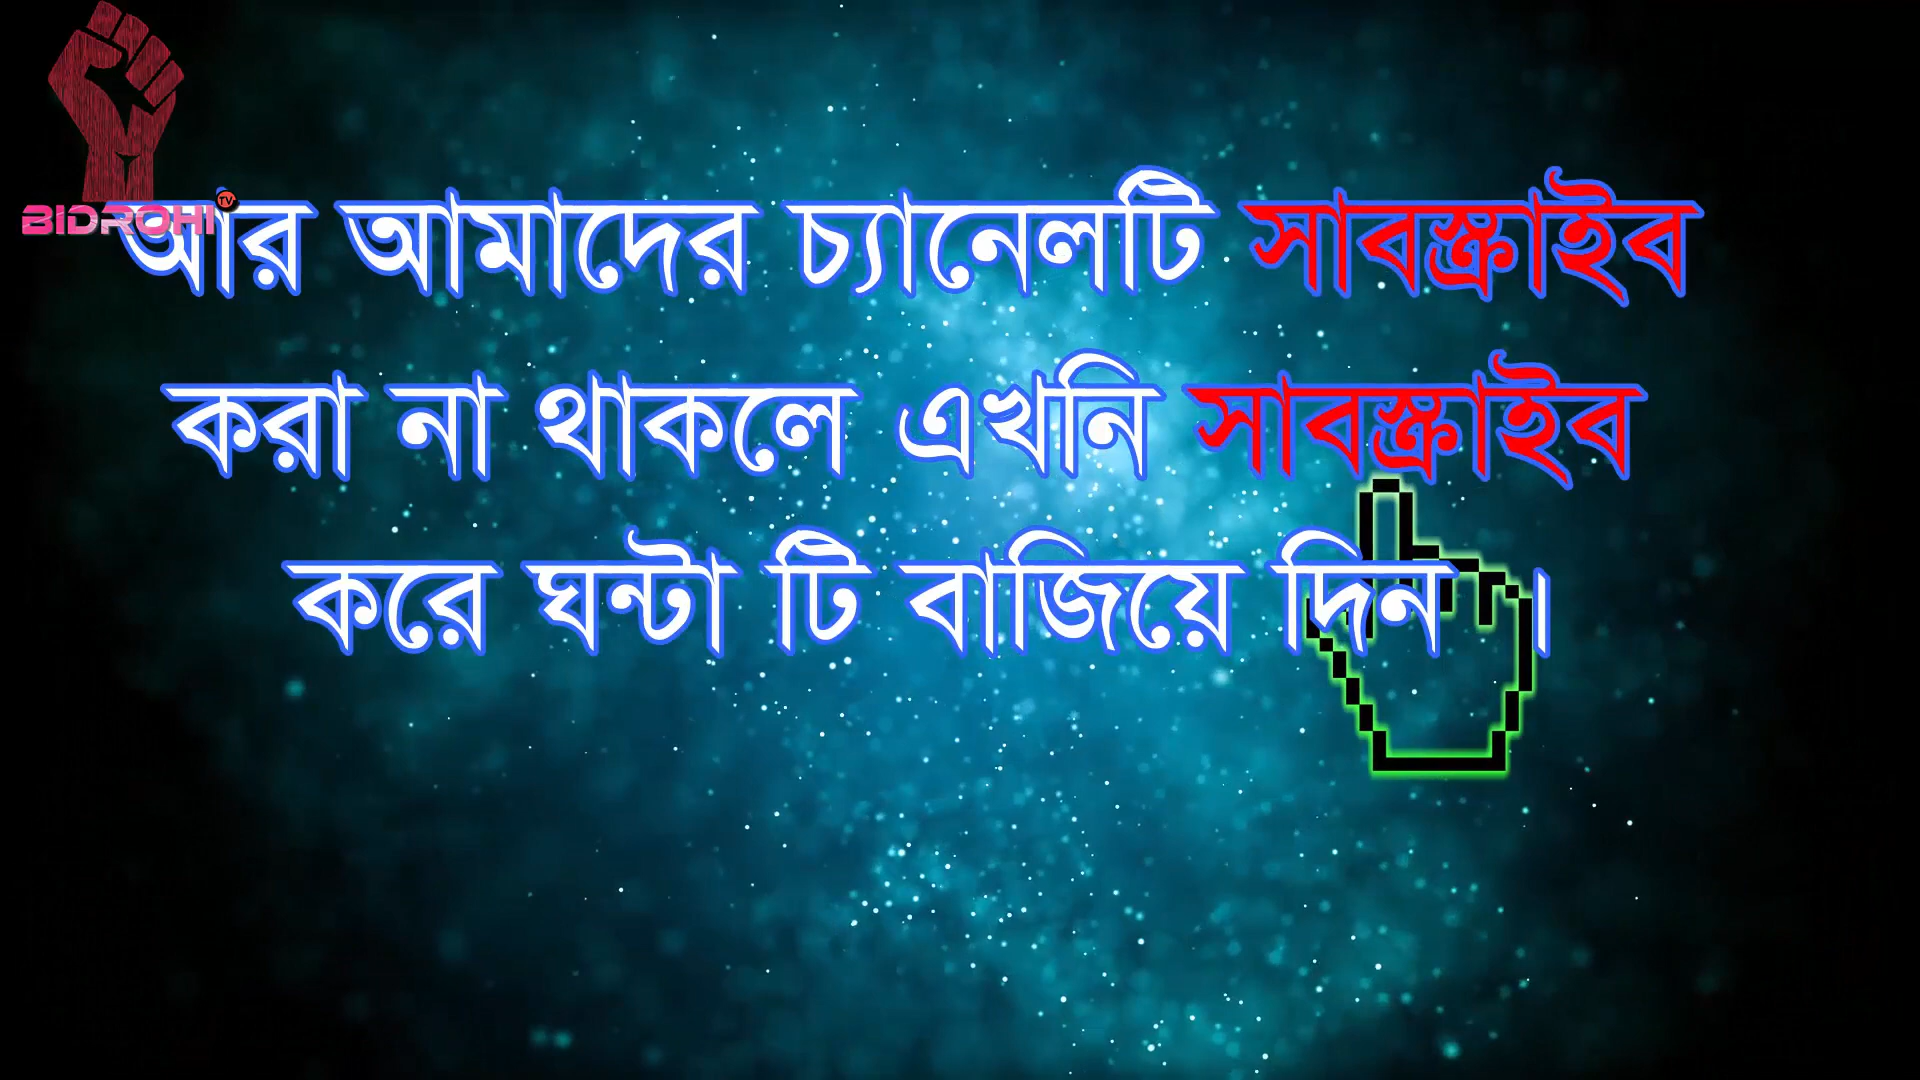 BIDROHI TV
আর আমাদের চ্যানেলটি সাবস্ক্রাইব
করা না থাকলে এখনি সাবস্ক্রাইব
করে ঘন্টা টি বাজিয়ে দিন ।